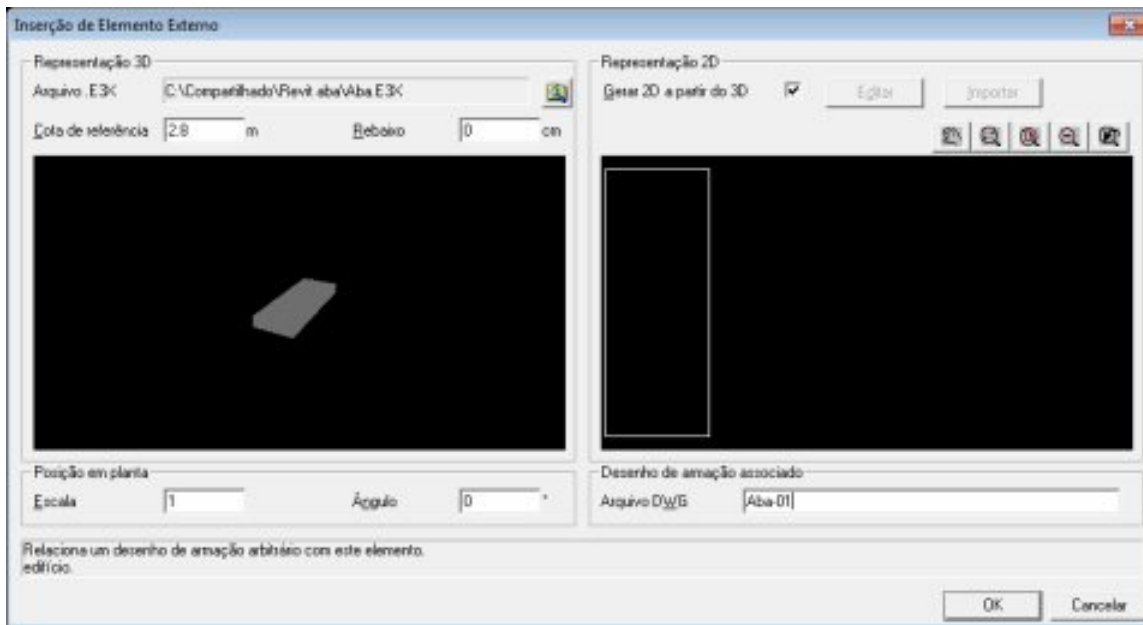 Inserção de Elemento Externo
Representação 3D
Arquivo .E3X C:\Compartilhado\Revit aba\Aba.E3X
Cota de referência 2.8 m Rebaixo 0 cm
Representação 2D
Gerar 2D a partir do 3D Editar Importar
Posição em planta
Escala 1 Ângulo 0 °
Desenho de armação associado
Arquivo DWG Aba-01
Relaciona um desenho de armação arbitrário com este elemento.
edifício.
OK Cancelar